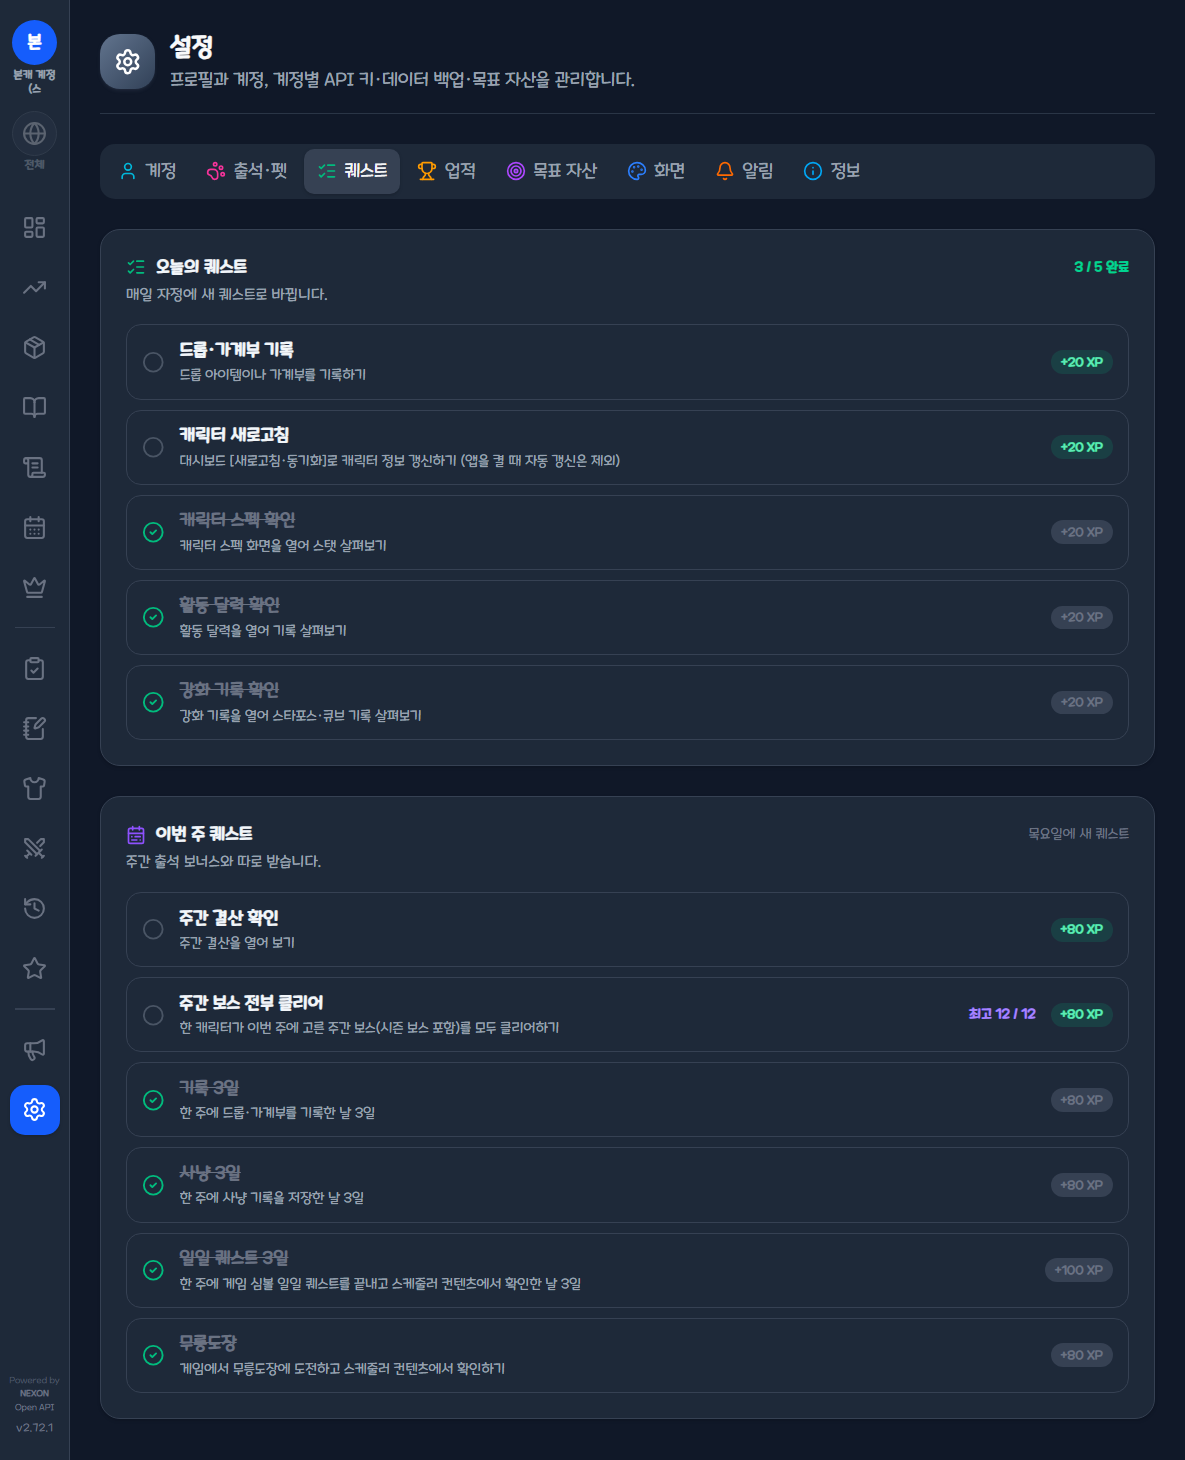 본
본캐 계정
(스
전체
Powered by
NEXON
Open API
v2.72.1
설정
프로필과 계정, 계정별 API 키·데이터 백업·목표 자산을 관리합니다.
계정
출석·펫
퀘스트
업적
목표 자산
화면
알림
정보
오늘의 퀘스트
3 / 5 완료
매일 자정에 새 퀘스트로 바뀝니다.
드롭·가계부 기록
드롭 아이템이나 가계부를 기록하기
+20 XP
캐릭터 새로고침
대시보드 [새로고침·동기화]로 캐릭터 정보 갱신하기 (앱을 켤 때 자동 갱신은 제외)
+20 XP
캐릭터 스펙 확인
캐릭터 스펙 화면을 열어 스탯 살펴보기
+20 XP
활동 달력 확인
활동 달력을 열어 기록 살펴보기
+20 XP
강화 기록 확인
강화 기록을 열어 스타포스·큐브 기록 살펴보기
+20 XP
이번 주 퀘스트
목요일에 새 퀘스트
주간 출석 보너스와 따로 받습니다.
주간 결산 확인
주간 결산을 열어 보기
+80 XP
주간 보스 전부 클리어
한 캐릭터가 이번 주에 고른 주간 보스(시즌 보스 포함)를 모두 클리어하기
최고 12 / 12
+80 XP
기록 3일
한 주에 드롭·가계부를 기록한 날 3일
+80 XP
사냥 3일
한 주에 사냥 기록을 저장한 날 3일
+80 XP
일일 퀘스트 3일
한 주에 게임 심볼 일일 퀘스트를 끝내고 스케줄러 컨텐츠에서 확인한 날 3일
+100 XP
무릉도장
게임에서 무릉도장에 도전하고 스케줄러 컨텐츠에서 확인하기
+80 XP